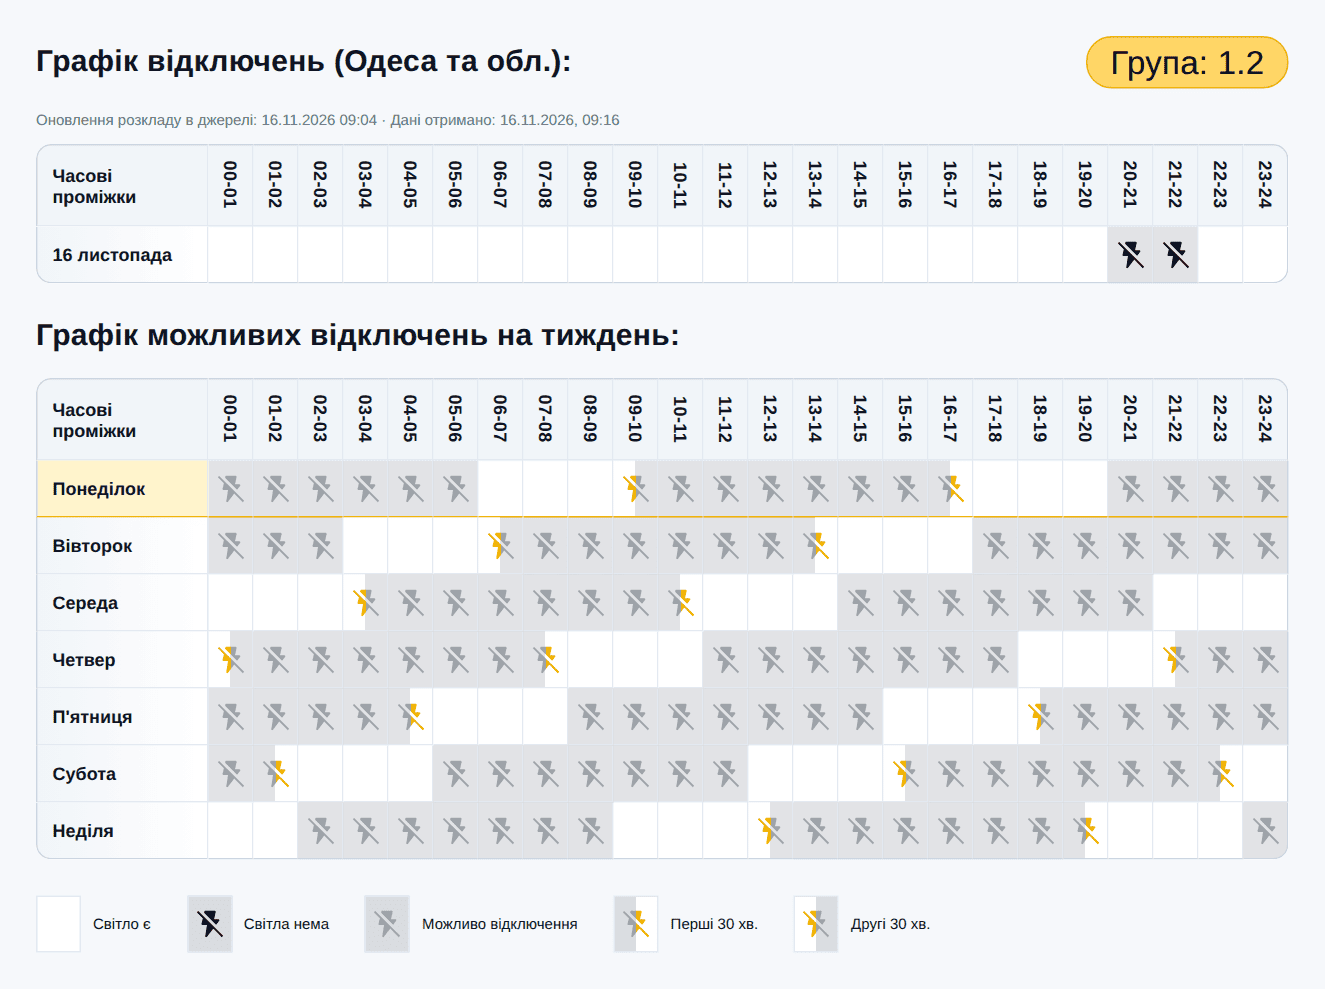 Графік відключень (Одеса та обл.):
Група: 1.2
Оновлення розкладу в джерелі: 16.11.2026 09:04 · Дані отримано: 16.11.2026, 09:16
Часові
проміжки
00-01 01-02 02-03 03-04 04-05 05-06 06-07 07-08 08-09 09-10 10-11 11-12 12-13 13-14 14-15 15-16 16-17 17-18 18-19 19-20 20-21 21-22 22-23 23-24
16 листопада
Графік можливих відключень на тиждень:
Часові
проміжки
00-01 01-02 02-03 03-04 04-05 05-06 06-07 07-08 08-09 09-10 10-11 11-12 12-13 13-14 14-15 15-16 16-17 17-18 18-19 19-20 20-21 21-22 22-23 23-24
Понеділок
Вівторок
Середа
Четвер
П'ятниця
Субота
Неділя
Світло є
Світла нема
Можливо відключення
Перші 30 хв.
Другі 30 хв.